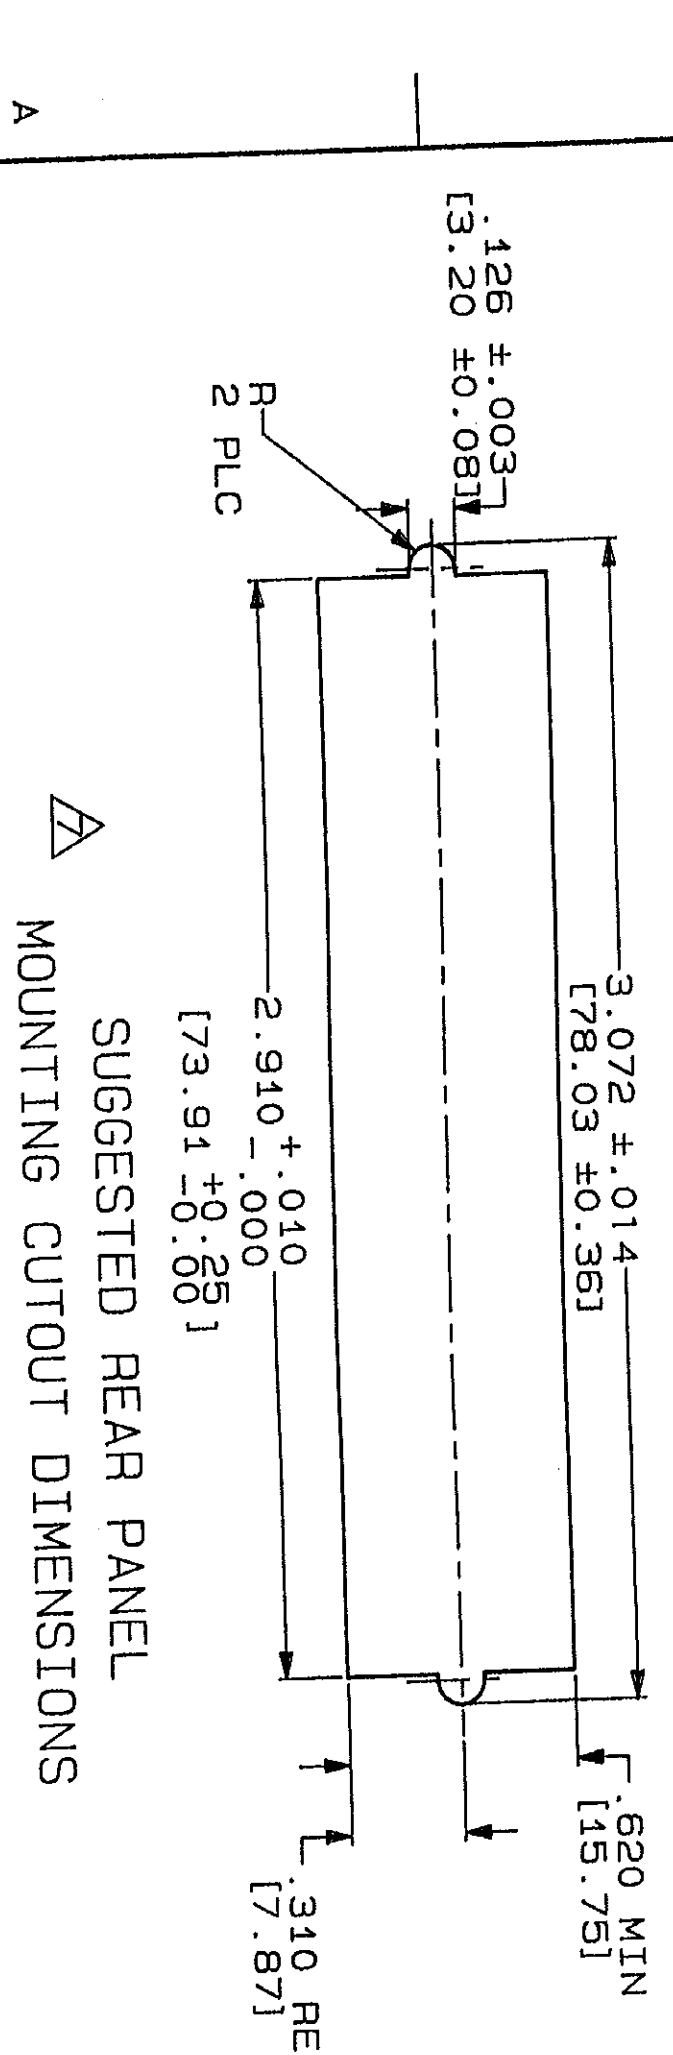 3.072 ±.014
[78.03 ±0.36]
.126 ±.003
[3.20 ±0.08]
R
2 PLC
.620 MIN
[15.75]
2.910 +.010
-.000
[73.91 +0.25
-0.00 ]
.310 RE
[7.87]
SUGGESTED REAR PANEL
7 MOUNTING CUTOUT DIMENSIONS
A